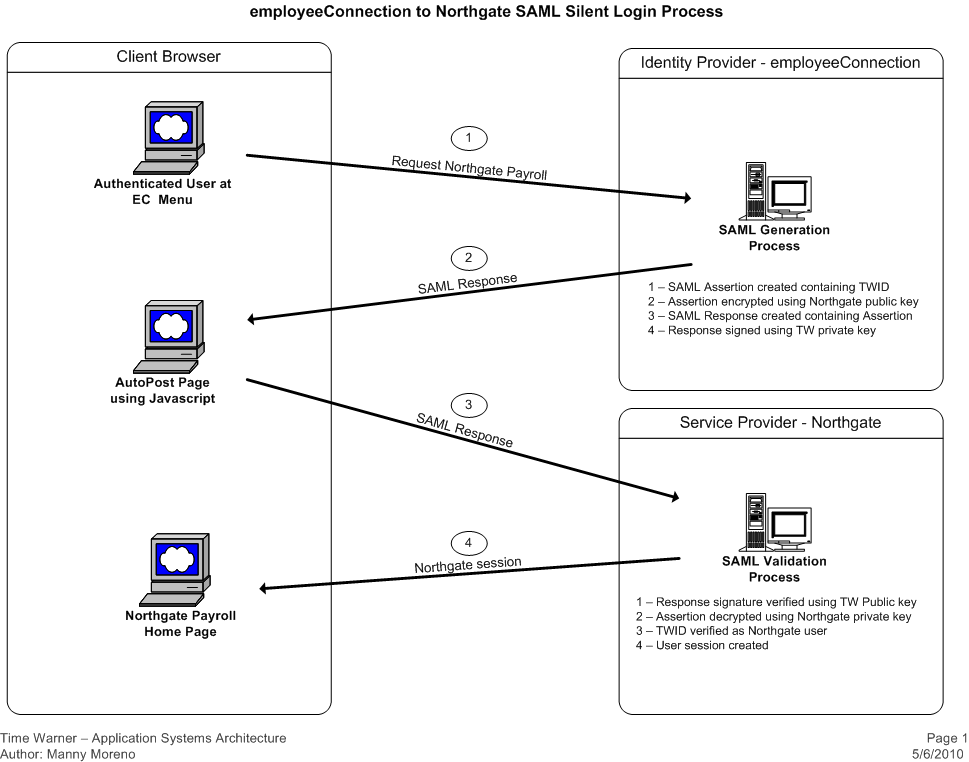 employeeConnection to Northgate SAML Silent Login Process
Client Browser
Authenticated User at
EC Menu
AutoPost Page
using Javascript
Northgate Payroll
Home Page
1
Request Northgate Payroll
2
SAML Response
3
SAML Response
4
Northgate session
Identity Provider - employeeConnection
SAML Generation
Process
1 – SAML Assertion created containing TWID
2 – Assertion encrypted using Northgate public key
3 – SAML Response created containing Assertion
4 – Response signed using TW private key
Service Provider - Northgate
SAML Validation
Process
1 – Response signature verified using TW Public key
2 – Assertion decrypted using Northgate private key
3 – TWID verified as Northgate user
4 – User session created
Time Warner – Application Systems Architecture
Author: Manny Moreno
Page 1
5/6/2010